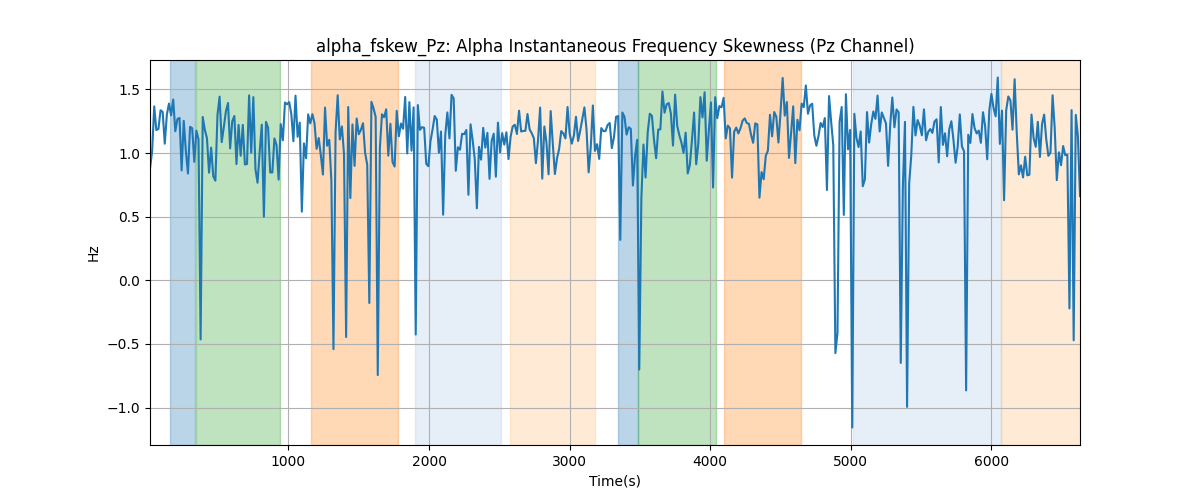 alpha_fskew_Pz: Alpha Instantaneous Frequency Skewness (Pz Channel)
1.5
1.0
0.5
0.0
−0.5
−1.0
Hz
1000 2000 3000 4000 5000 6000
Time(s)